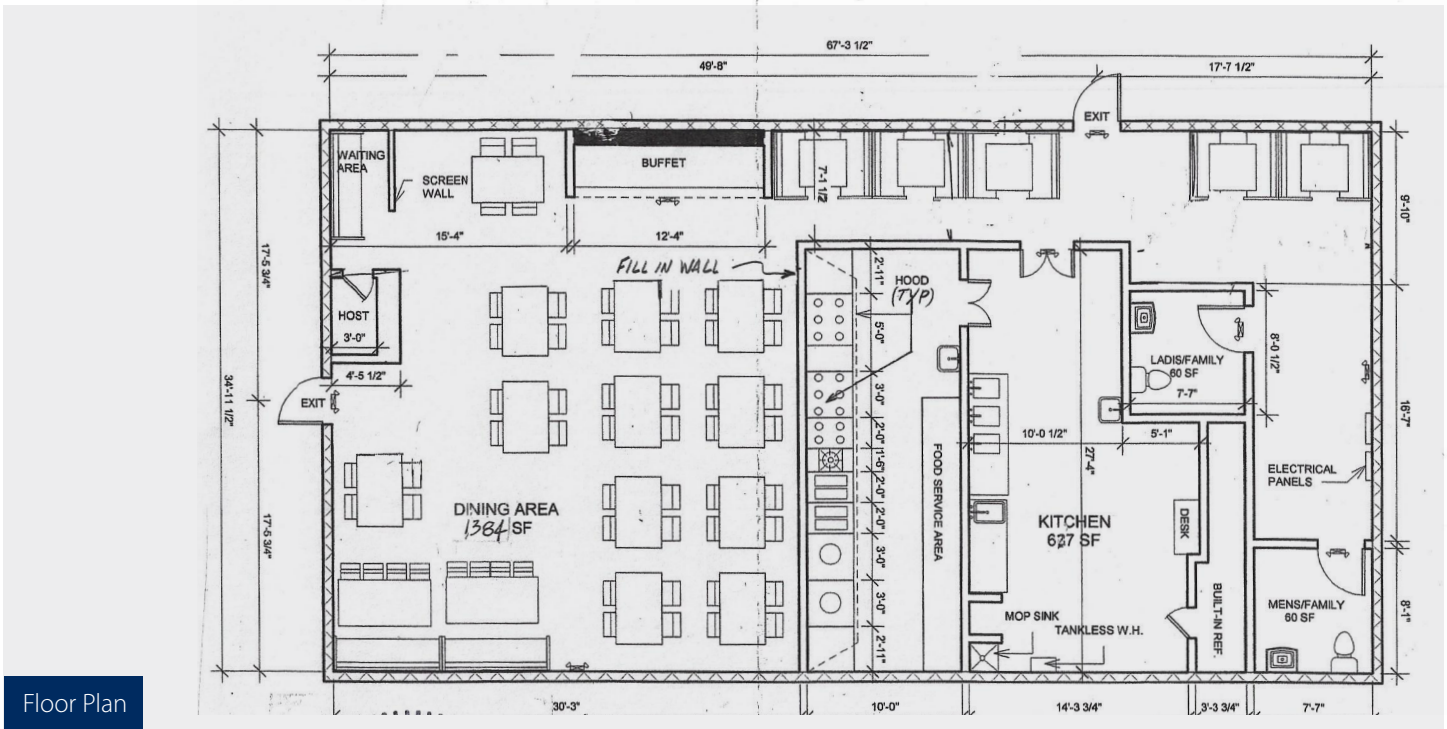 67'-3 1/2"
49'-8"
17'-7 1/2"
EXIT
WAITING
AREA
SCREEN
WALL
BUFFET
7'-1 1/2
9'-10"
15'-4"
12'-4"
17'-5 3/4"
FILL IN WALL
2'-11"
HOOD
(TYP)
HOST
3'-0"
5'-0"
LADIS/FAMILY
60 SF
7'-7"
8'-0 1/2"
4'-5 1/2"
34'-11 1/2"
EXIT
3'-0"
2'-0"
1'-6"
2'-0"
2'-0"
3'-0"
3'-0"
2'-11"
FOOD SERVICE AREA
10'-0 1/2"
5'-1"
27'-4"
16'-7"
ELECTRICAL
PANELS
DINING AREA
1384 SF
17'-5 3/4"
KITCHEN
637 SF
DESK
BUILT-IN REF.
MOP SINK
TANKLESS W.H.
MENS/FAMILY
60 SF
8'-1"
30'-3"
10'-0"
14'-3 3/4"
3'-3 3/4"
7'-7"
Floor Plan